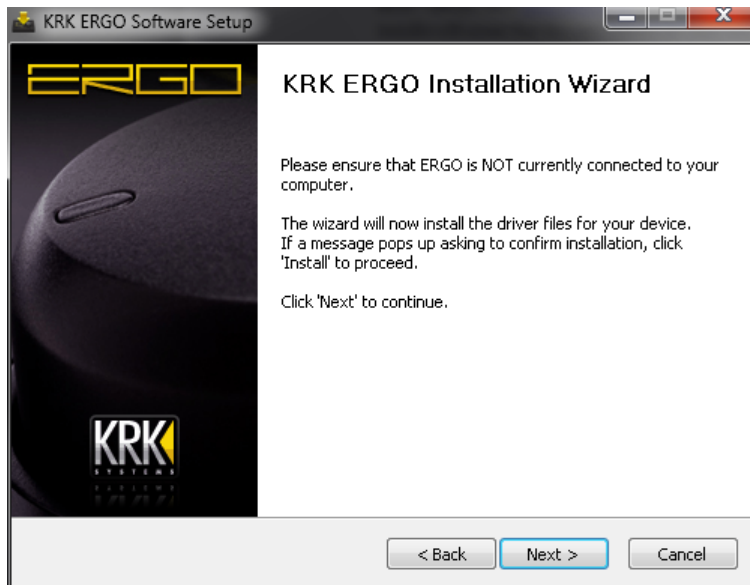 KRK ERGO Software Setup
ERGO
KRK ERGO Installation Wizard
Please ensure that ERGO is NOT currently connected to your
computer.
The wizard will now install the driver files for your device.
If a message pops up asking to confirm installation, click
'Install' to proceed.
Click 'Next' to continue.
KRK
SYSTEMS
< Back
Next >
Cancel